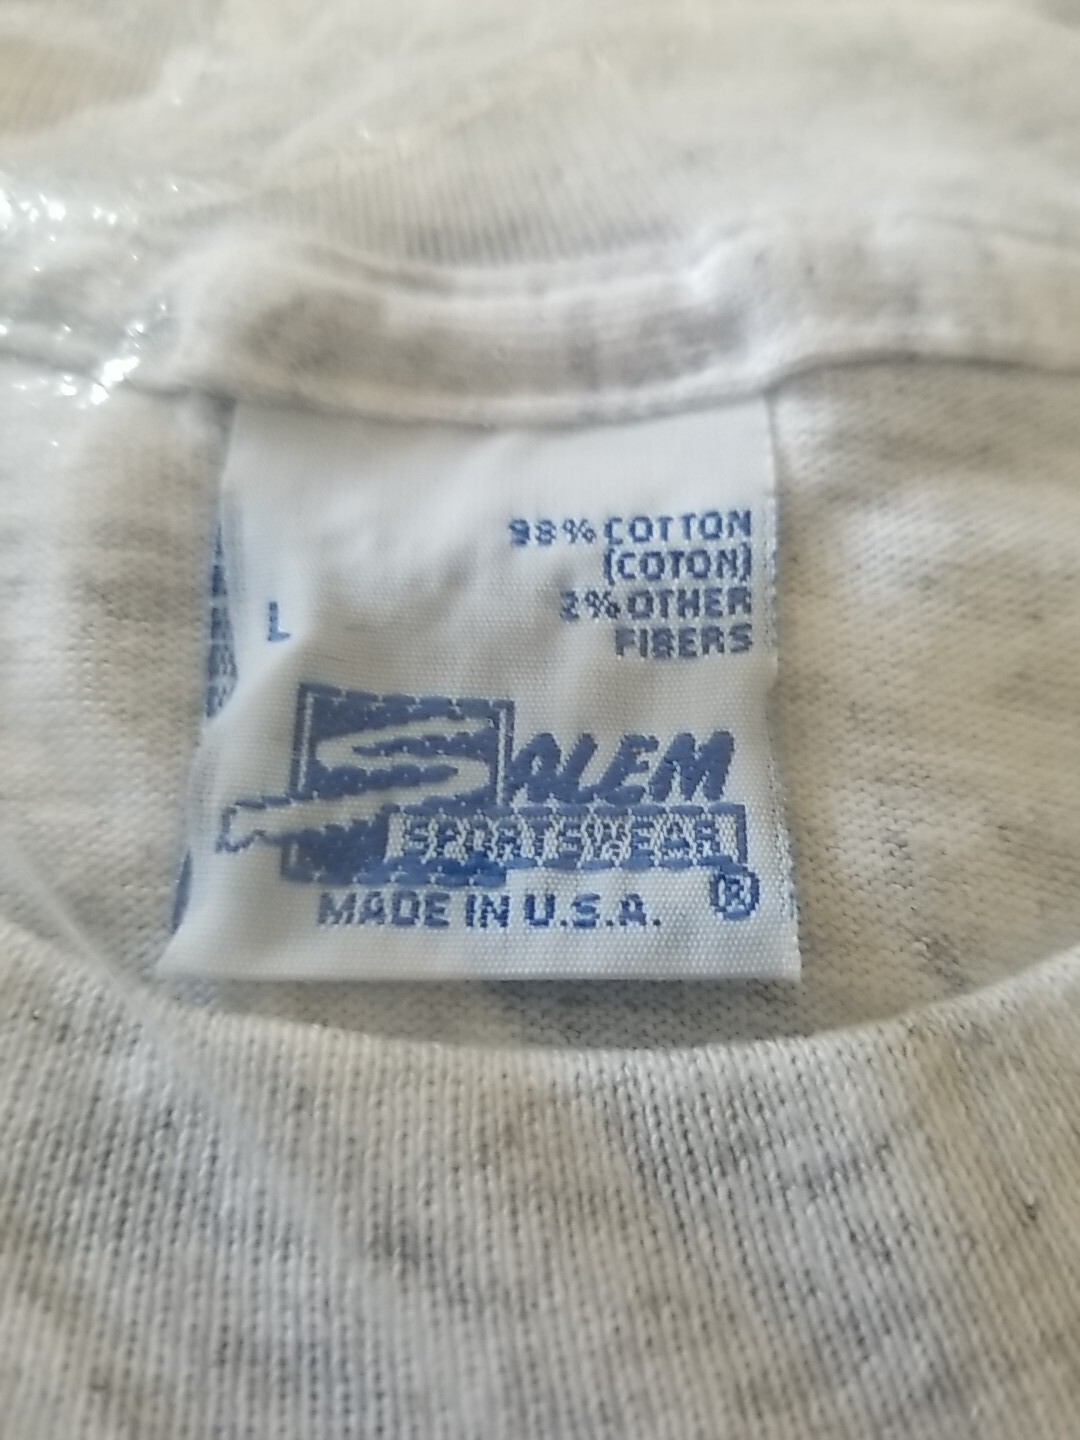 98% COTTON
(COTON)
2% OTHER
FIBERS
L
SALEM
SPORTSWEAR
®
MADE IN U.S.A.